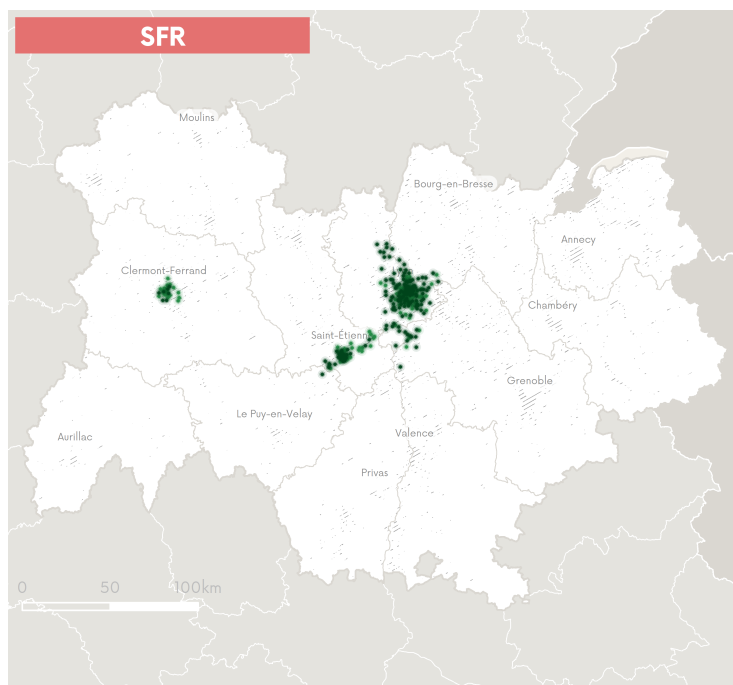 SFR
Moulins
Bourg-en-Bresse
Annecy
Clermont-Ferrand
Chambéry
Saint-Étienne
Grenoble
Le Puy-en-Velay
Aurillac
Valence
Privas
0 50 100km